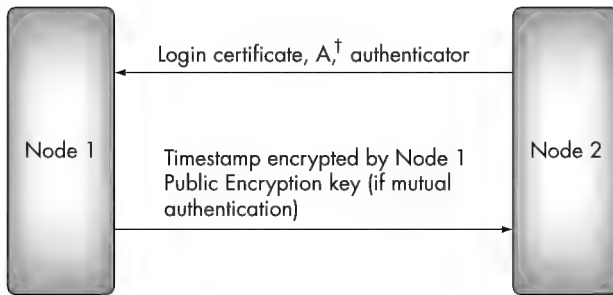 Login certificate, A,† authenticator
Node 1
Node 2
Timestamp encrypted by Node 1
Public Encryption key (if mutual
authentication)